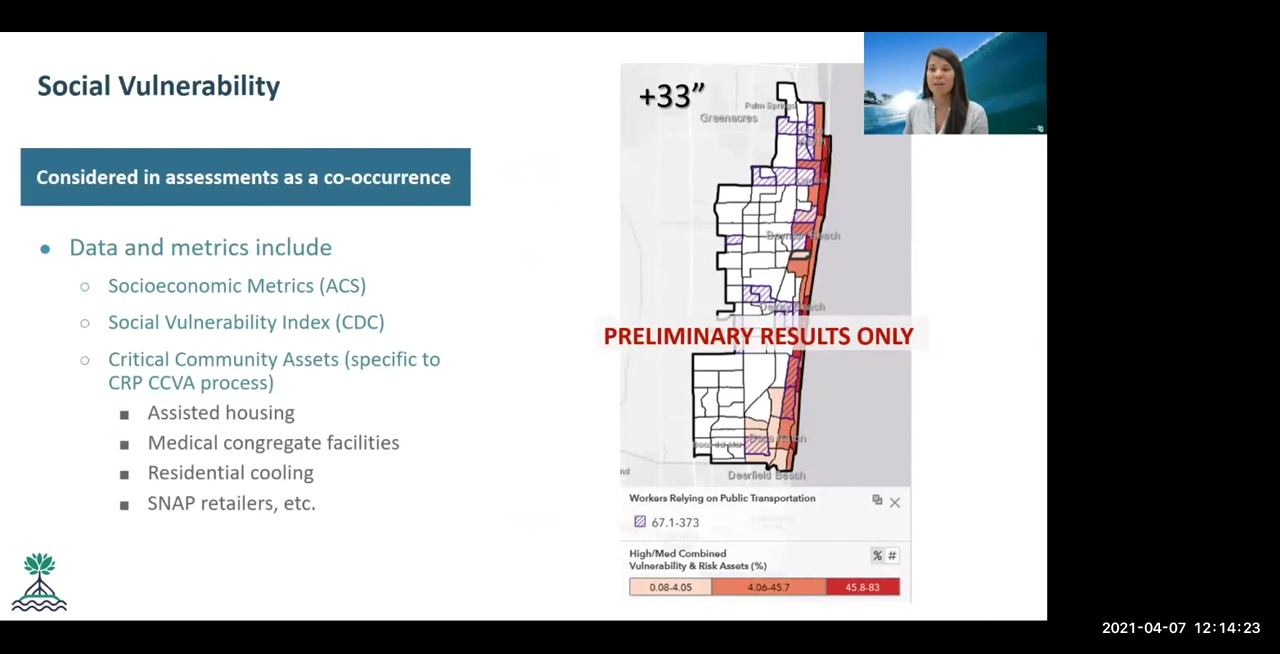 Social Vulnerability
Considered in assessments as a co-occurrence
Data and metrics include
Socioeconomic Metrics (ACS)
Social Vulnerability Index (CDC)
Critical Community Assets (specific to
CRP CCVA process)
Assisted housing
Medical congregate facilities
Residential cooling
SNAP retailers, etc.
+33”
Palm Springs
Greenacres
Beach
PRELIMINARY RESULTS ONLY
Deerfield Beach
Workers Relying on Public Transportation
67.1-373
High/Med Combined
Vulnerability & Risk Assets (%)
% #
0.08-4.05 4.06-45.7 45.8-83
2021-04-07 12:14:23